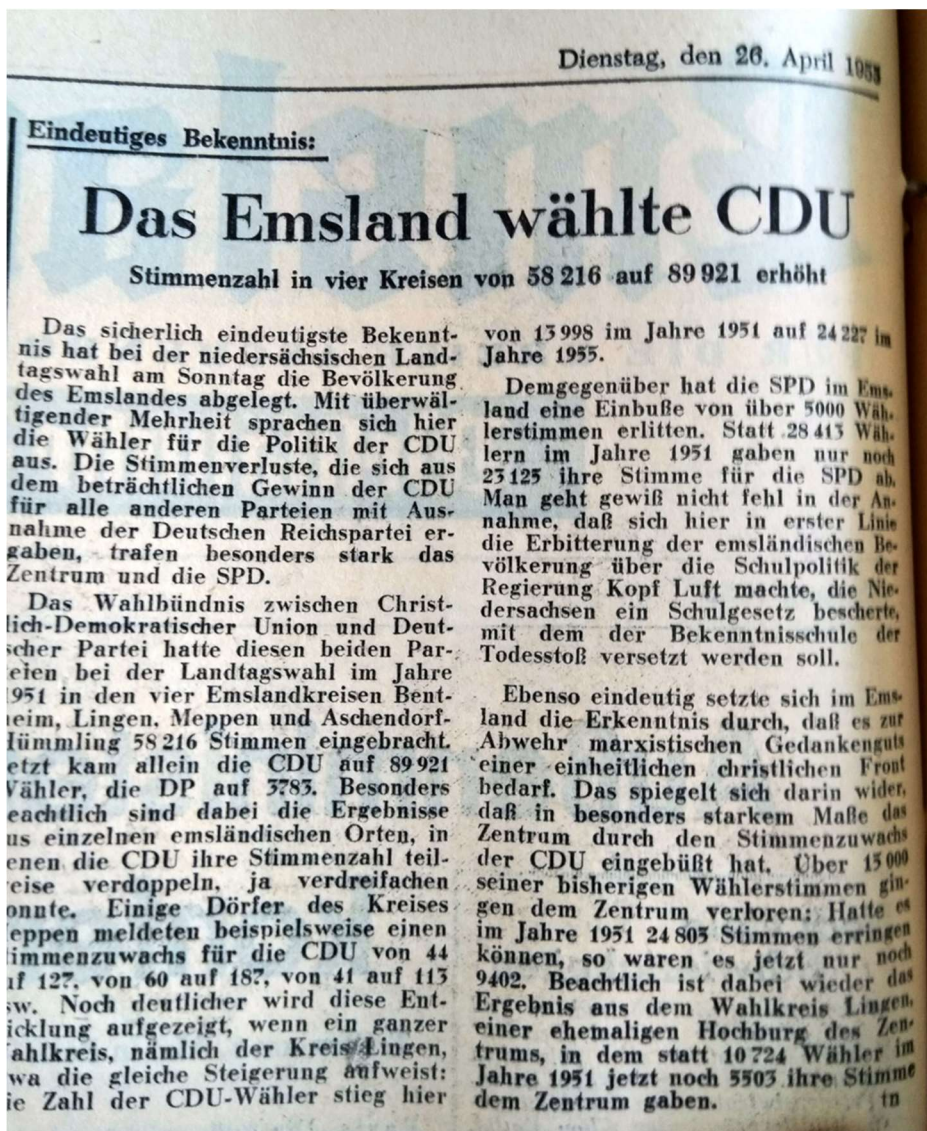 Dienstag, den 26. April 1955
Eindeutiges Bekenntnis:
Das Emsland wählte CDU
Stimmenzahl in vier Kreisen von 58 216 auf 89 921 erhöht
Das sicherlich eindeutigste Bekennt-
nis hat bei der niedersächsischen Land-
tagswahl am Sonntag die Bevölkerung
des Emslandes abgelegt. Mit überwäl-
tigender Mehrheit sprachen sich hier
die Wähler für die Politik der CDU
aus. Die Stimmenverluste, die sich aus
dem beträchtlichen Gewinn der CDU
für alle anderen Parteien mit Aus-
nahme der Deutschen Reichspartei er-
gaben, trafen besonders stark das
Zentrum und die SPD.
Das Wahlbündnis zwischen Christ-
lich-Demokratischer Union und Deut-
scher Partei hatte diesen beiden Par-
eien bei der Landtagswahl im Jahre
951 in den vier Emslandkreisen Bent-
eim, Lingen, Meppen und Aschendorf-
Hümmling 58 216 Stimmen eingebracht.
etzt kam allein die CDU auf 89 921
Wähler, die DP auf 3783. Besonders
eachtlich sind dabei die Ergebnisse
us einzelnen emsländischen Orten, in
enen die CDU ihre Stimmenzahl teil-
eise verdoppeln, ja verdreifachen
onnte. Einige Dörfer des Kreises
eppen meldeten beispielsweise einen
immenzuwachs für die CDU von 44
uf 127, von 60 auf 187, von 41 auf 113
sw. Noch deutlicher wird diese Ent-
icklung aufgezeigt, wenn ein ganzer
ahlkreis, nämlich der Kreis Lingen,
wa die gleiche Steigerung aufweist:
ie Zahl der CDU-Wähler stieg hier
von 13 998 im Jahre 1951 auf 24 227 im
Jahre 1955.
Demgegenüber hat die SPD im Ems-
land eine Einbuße von über 5000 Wäh-
lerstimmen erlitten. Statt 28 413 Wäh-
lern im Jahre 1951 gaben nur noch
23 125 ihre Stimme für die SPD ab.
Man geht gewiß nicht fehl in der An-
nahme, daß sich hier in erster Linie
die Erbitterung der emsländischen Be-
völkerung über die Schulpolitik der
Regierung Kopf Luft machte, die Nie-
dersachsen ein Schulgesetz bescherte,
mit dem der Bekenntnisschule der
Todesstoß versetzt werden soll.
Ebenso eindeutig setzte sich im Ems-
land die Erkenntnis durch, daß es zur
Abwehr marxistischen Gedankenguts
einer einheitlichen christlichen Front
bedarf. Das spiegelt sich darin wider,
daß in besonders starkem Maße das
Zentrum durch den Stimmenzuwachs
der CDU eingebüßt hat. Über 15 000
seiner bisherigen Wählerstimmen gin-
gen dem Zentrum verloren: Hatte es
im Jahre 1951 24 803 Stimmen erringen
können, so waren es jetzt nur noch
9402. Beachtlich ist dabei wieder das
Ergebnis aus dem Wahlkreis Lingen,
einer ehemaligen Hochburg des Zen-
trums, in dem statt 10 724 Wähler im
Jahre 1951 jetzt noch 5503 ihre Stimme
dem Zentrum gaben. tn